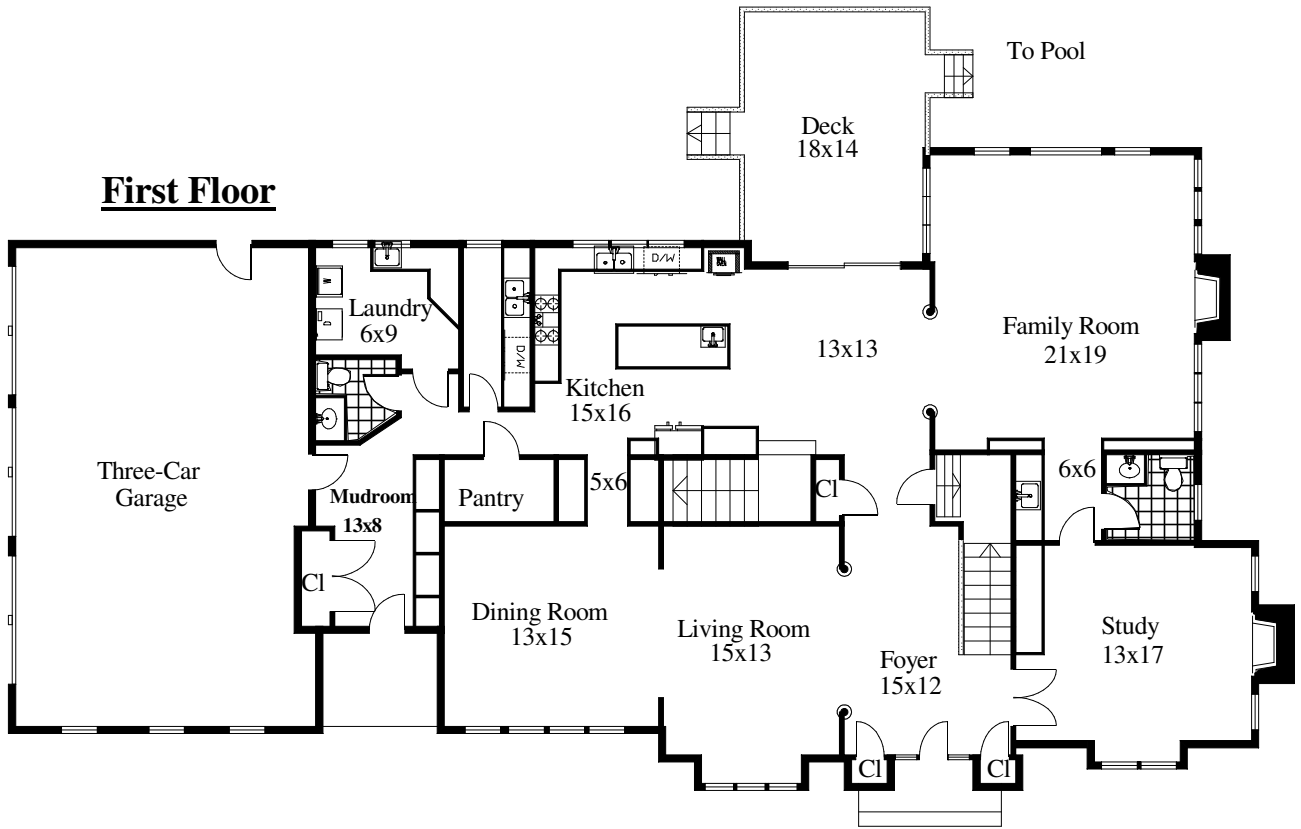 To Pool
Deck
18x14
First Floor
D/W
W
D
Laundry
6x9
D/W
Family Room
21x19
13x13
Kitchen
15x16
Three-Car
Garage
Mudroom
13x8
Pantry
5x6
Cl
6x6
Cl
Dining Room
13x15
Living Room
15x13
Foyer
15x12
Study
13x17
Cl
Cl